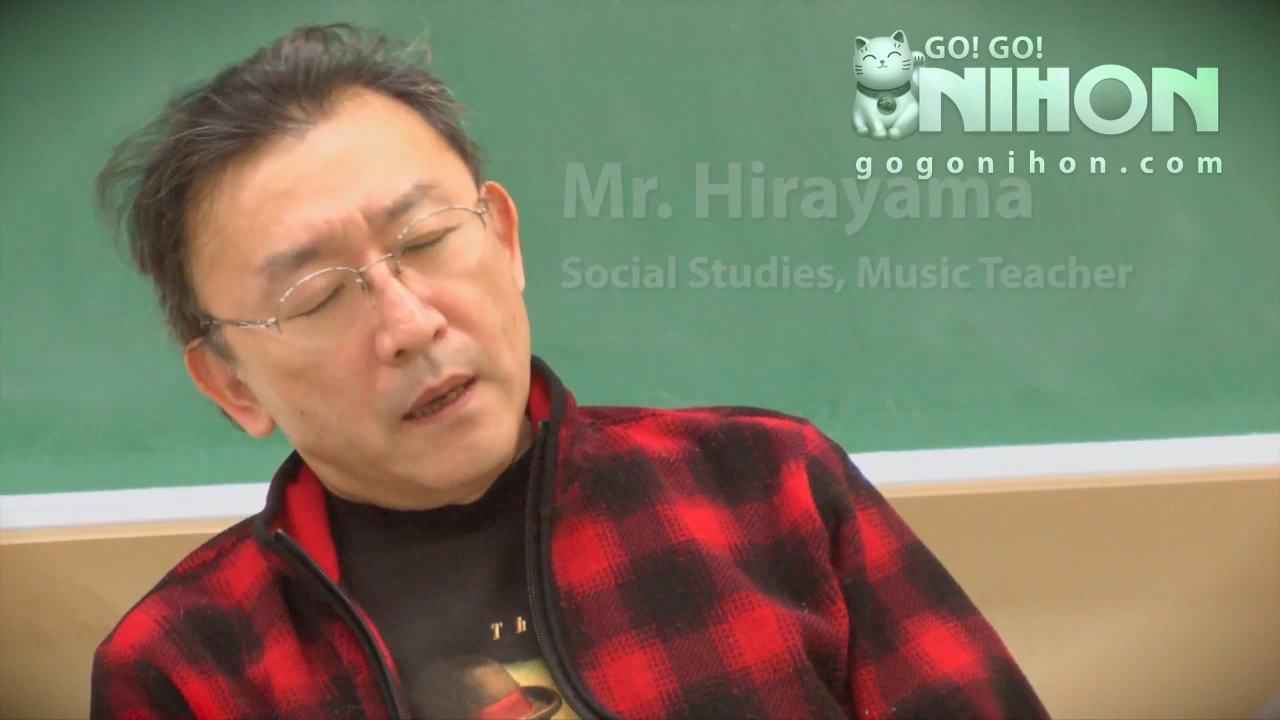 GO! GO!
NIHON
gogonihon.com
Mr. Hirayama
Social Studies, Music Teacher
Th